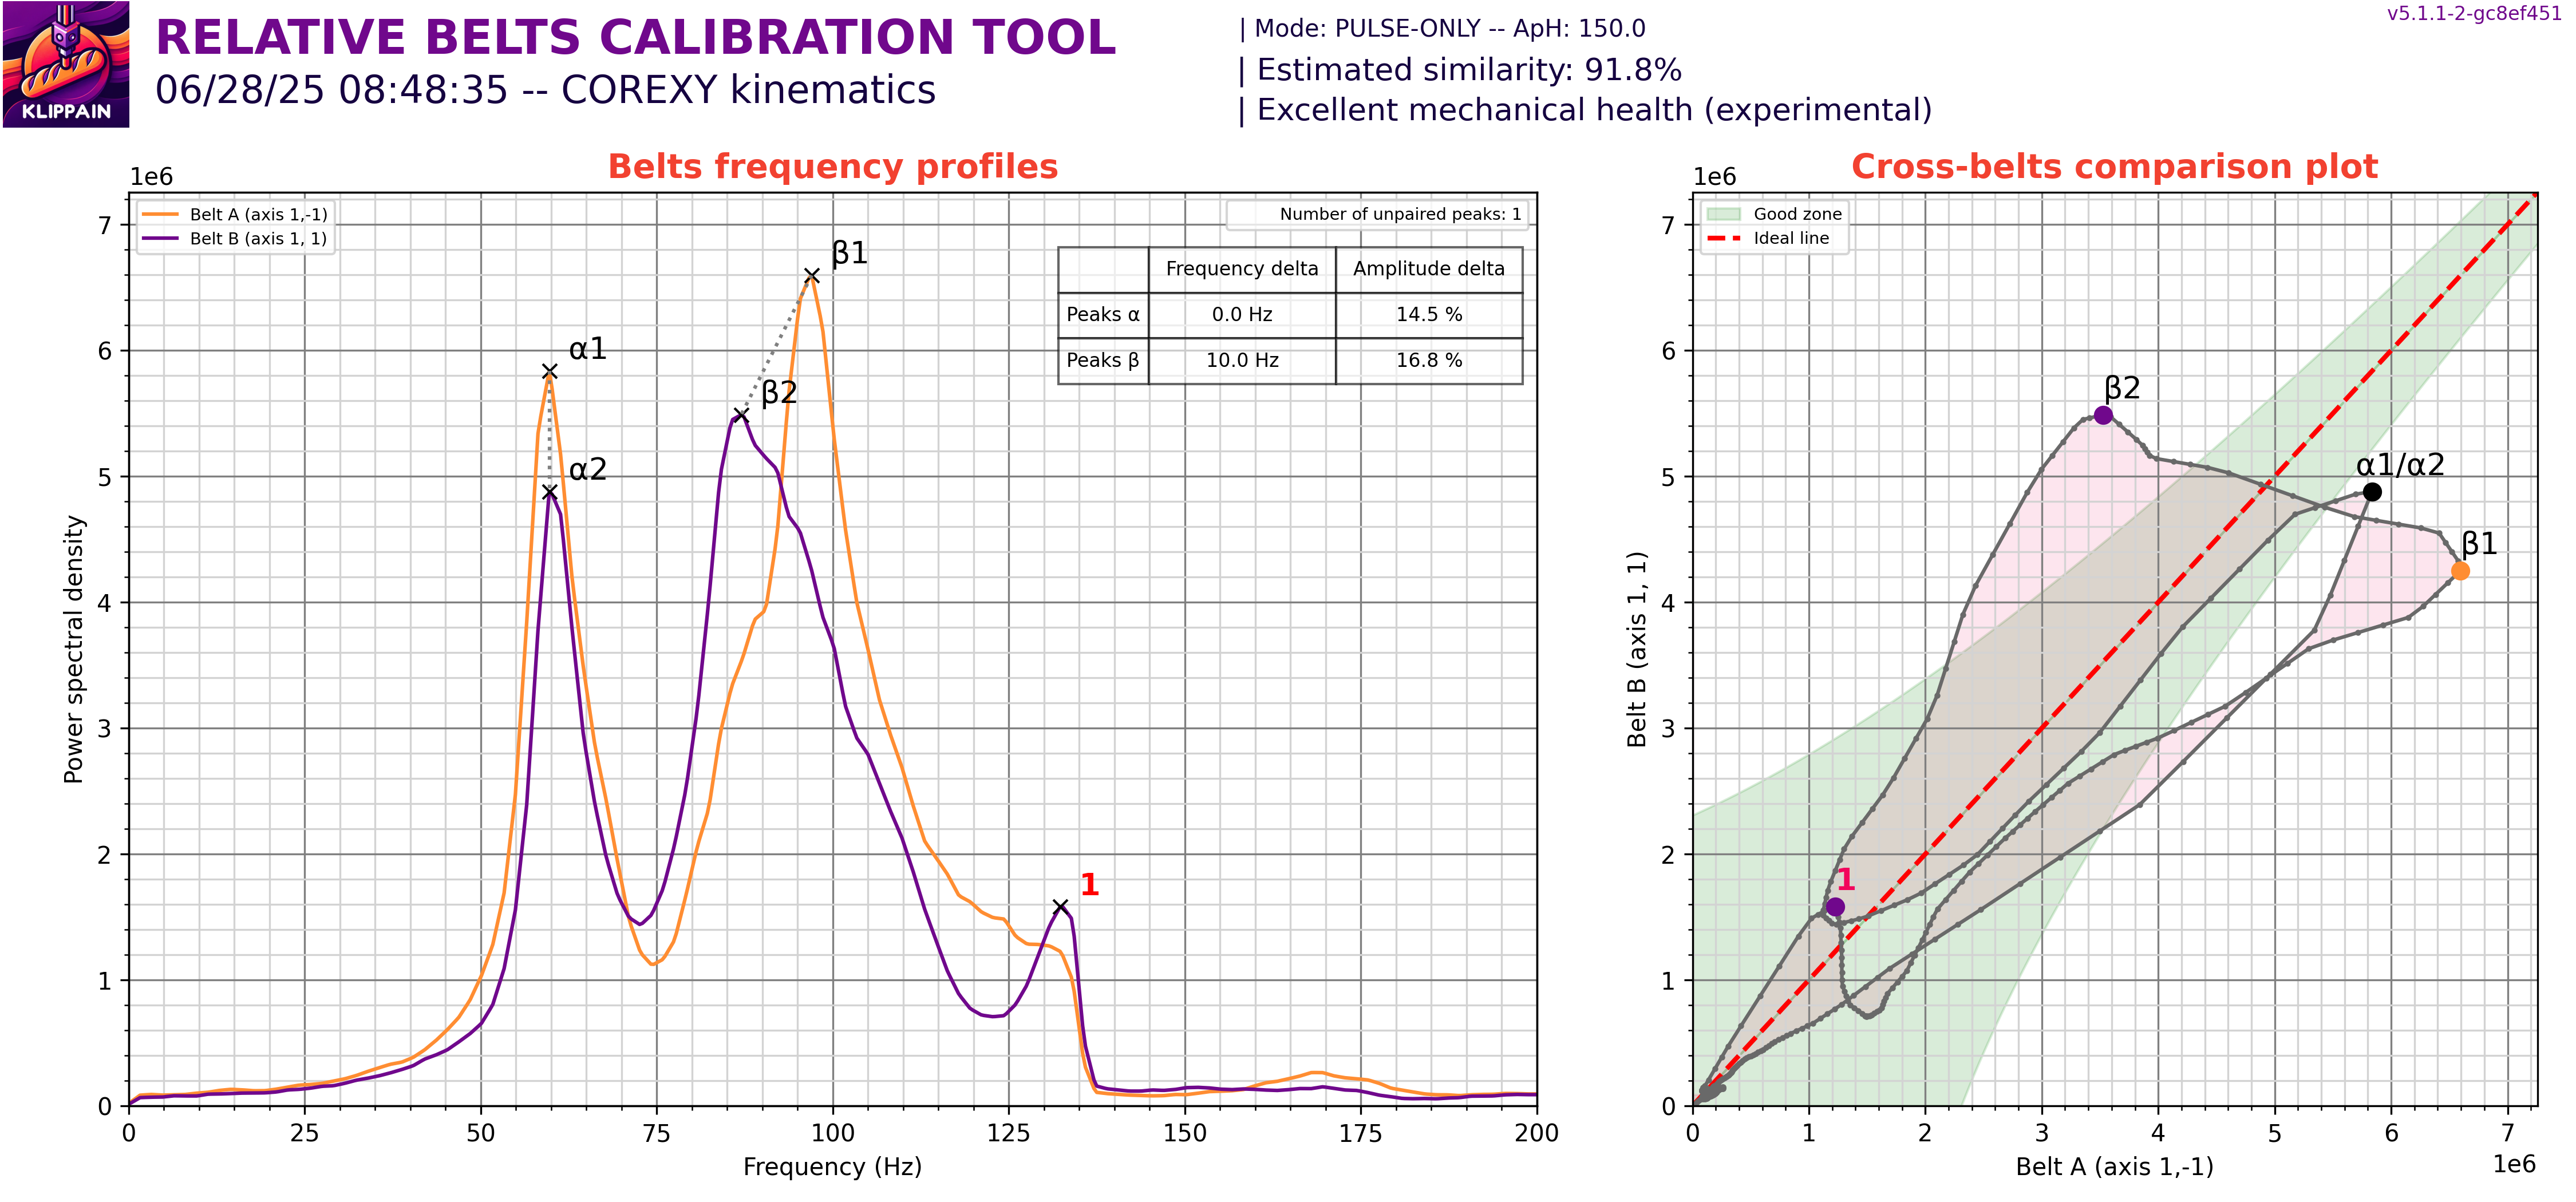 v5.1.1-2-gc8ef451
KLIPPAIN
RELATIVE BELTS CALIBRATION TOOL
06/28/25 08:48:35 -- COREXY kinematics
| Mode: PULSE-ONLY -- ApH: 150.0
| Estimated similarity: 91.8%
| Excellent mechanical health (experimental)
Belts frequency profiles
1e6
Belt A (axis 1,-1)
Belt B (axis 1, 1)
Number of unpaired peaks: 1
Frequency delta Amplitude delta
Peaks α 0.0 Hz 14.5 %
Peaks β 10.0 Hz 16.8 %
β1
α1
β2
α2
1
Power spectral density
7
6
5
4
3
2
1
0
0 25 50 75 100 125 150 175 200
Frequency (Hz)
Cross-belts comparison plot
1e6
Good zone
Ideal line
β2
α1/α2
β1
1
Belt B (axis 1, 1)
7
6
5
4
3
2
1
0
0 1 2 3 4 5 6 7
Belt A (axis 1,-1)
1e6